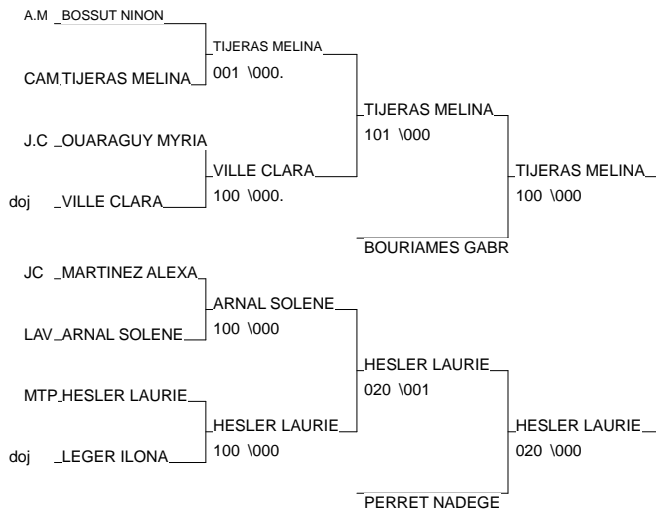 A.M BOSSUT NINON
TIJERAS MELINA
001 \000.
CAM TIJERAS MELINA
TIJERAS MELINA
101 \000
J.C OUARAGUY MYRIA
VILLE CLARA
100 \000.
TIJERAS MELINA
100 \000
doj VILLE CLARA
BOURIAMES GABR
JC MARTINEZ ALEXA
ARNAL SOLENE
100 \000
LAV ARNAL SOLENE
HESLER LAURIE
020 \001
MTP HESLER LAURIE
HESLER LAURIE
100 \000
HESLER LAURIE
020 \000
doj LEGER ILONA
PERRET NADEGE